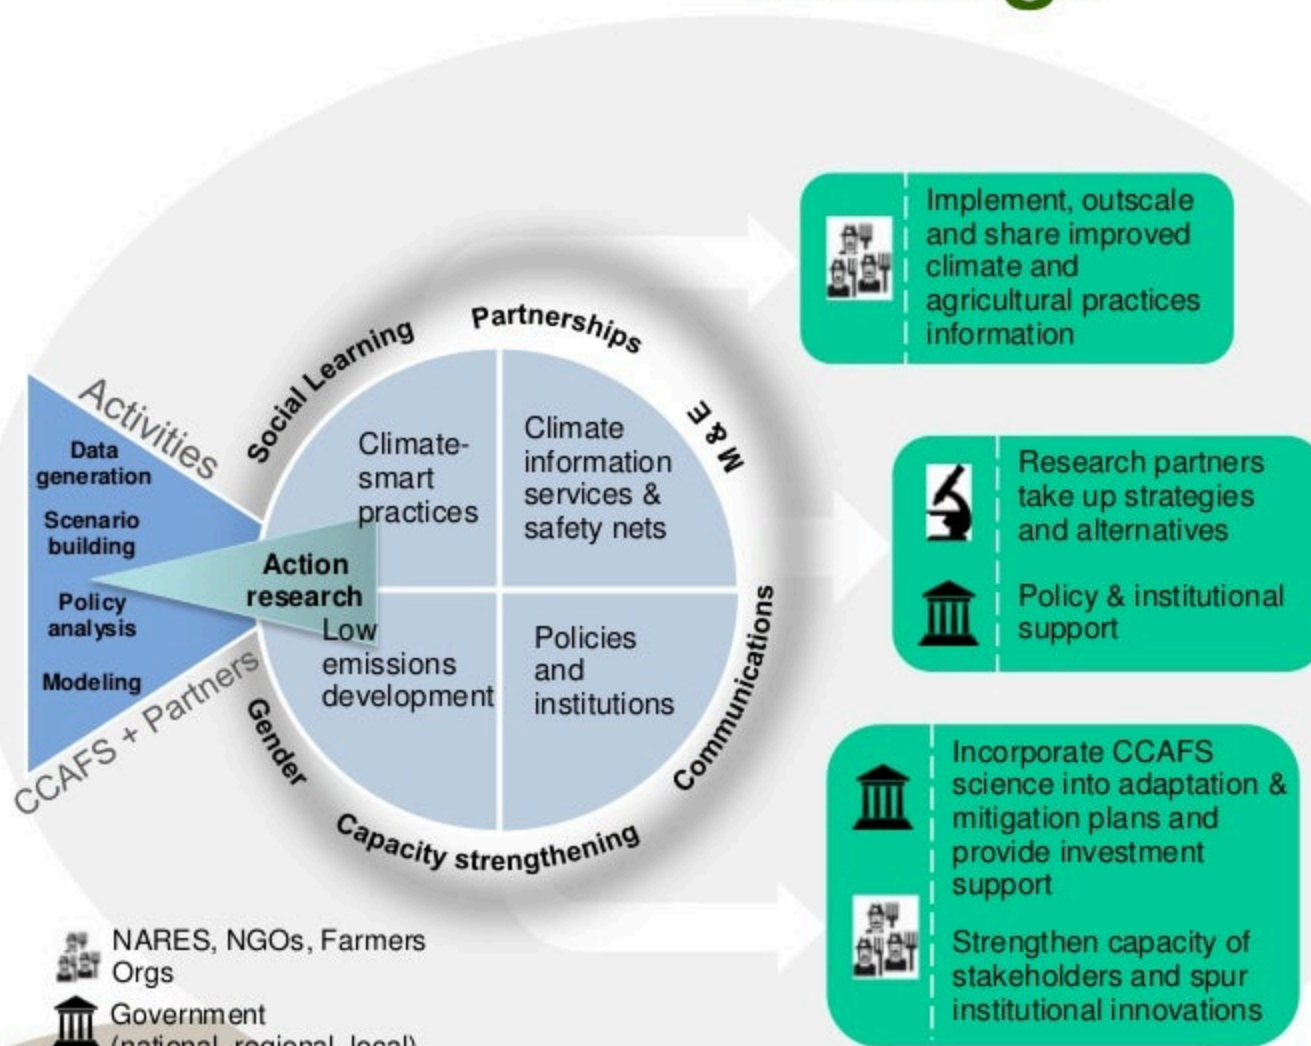 Activities
Data
generation
Scenario
building
Policy
analysis
Modeling
CCAFS + Partners
Action
research
Social Learning
Partnerships
M & E
Communications
Capacity strengthening
Gender
Climate-
smart
practices
Climate
information
services &
safety nets
Low
emissions
development
Policies
and
institutions
Implement, outscale
and share improved
climate and
agricultural practices
information
Research partners
take up strategies
and alternatives
Policy & institutional
support
Incorporate CCAFS
science into adaptation &
mitigation plans and
provide investment
support
Strengthen capacity of
stakeholders and spur
institutional innovations
NARES, NGOs, Farmers
Orgs
Government
(national, regional, local)